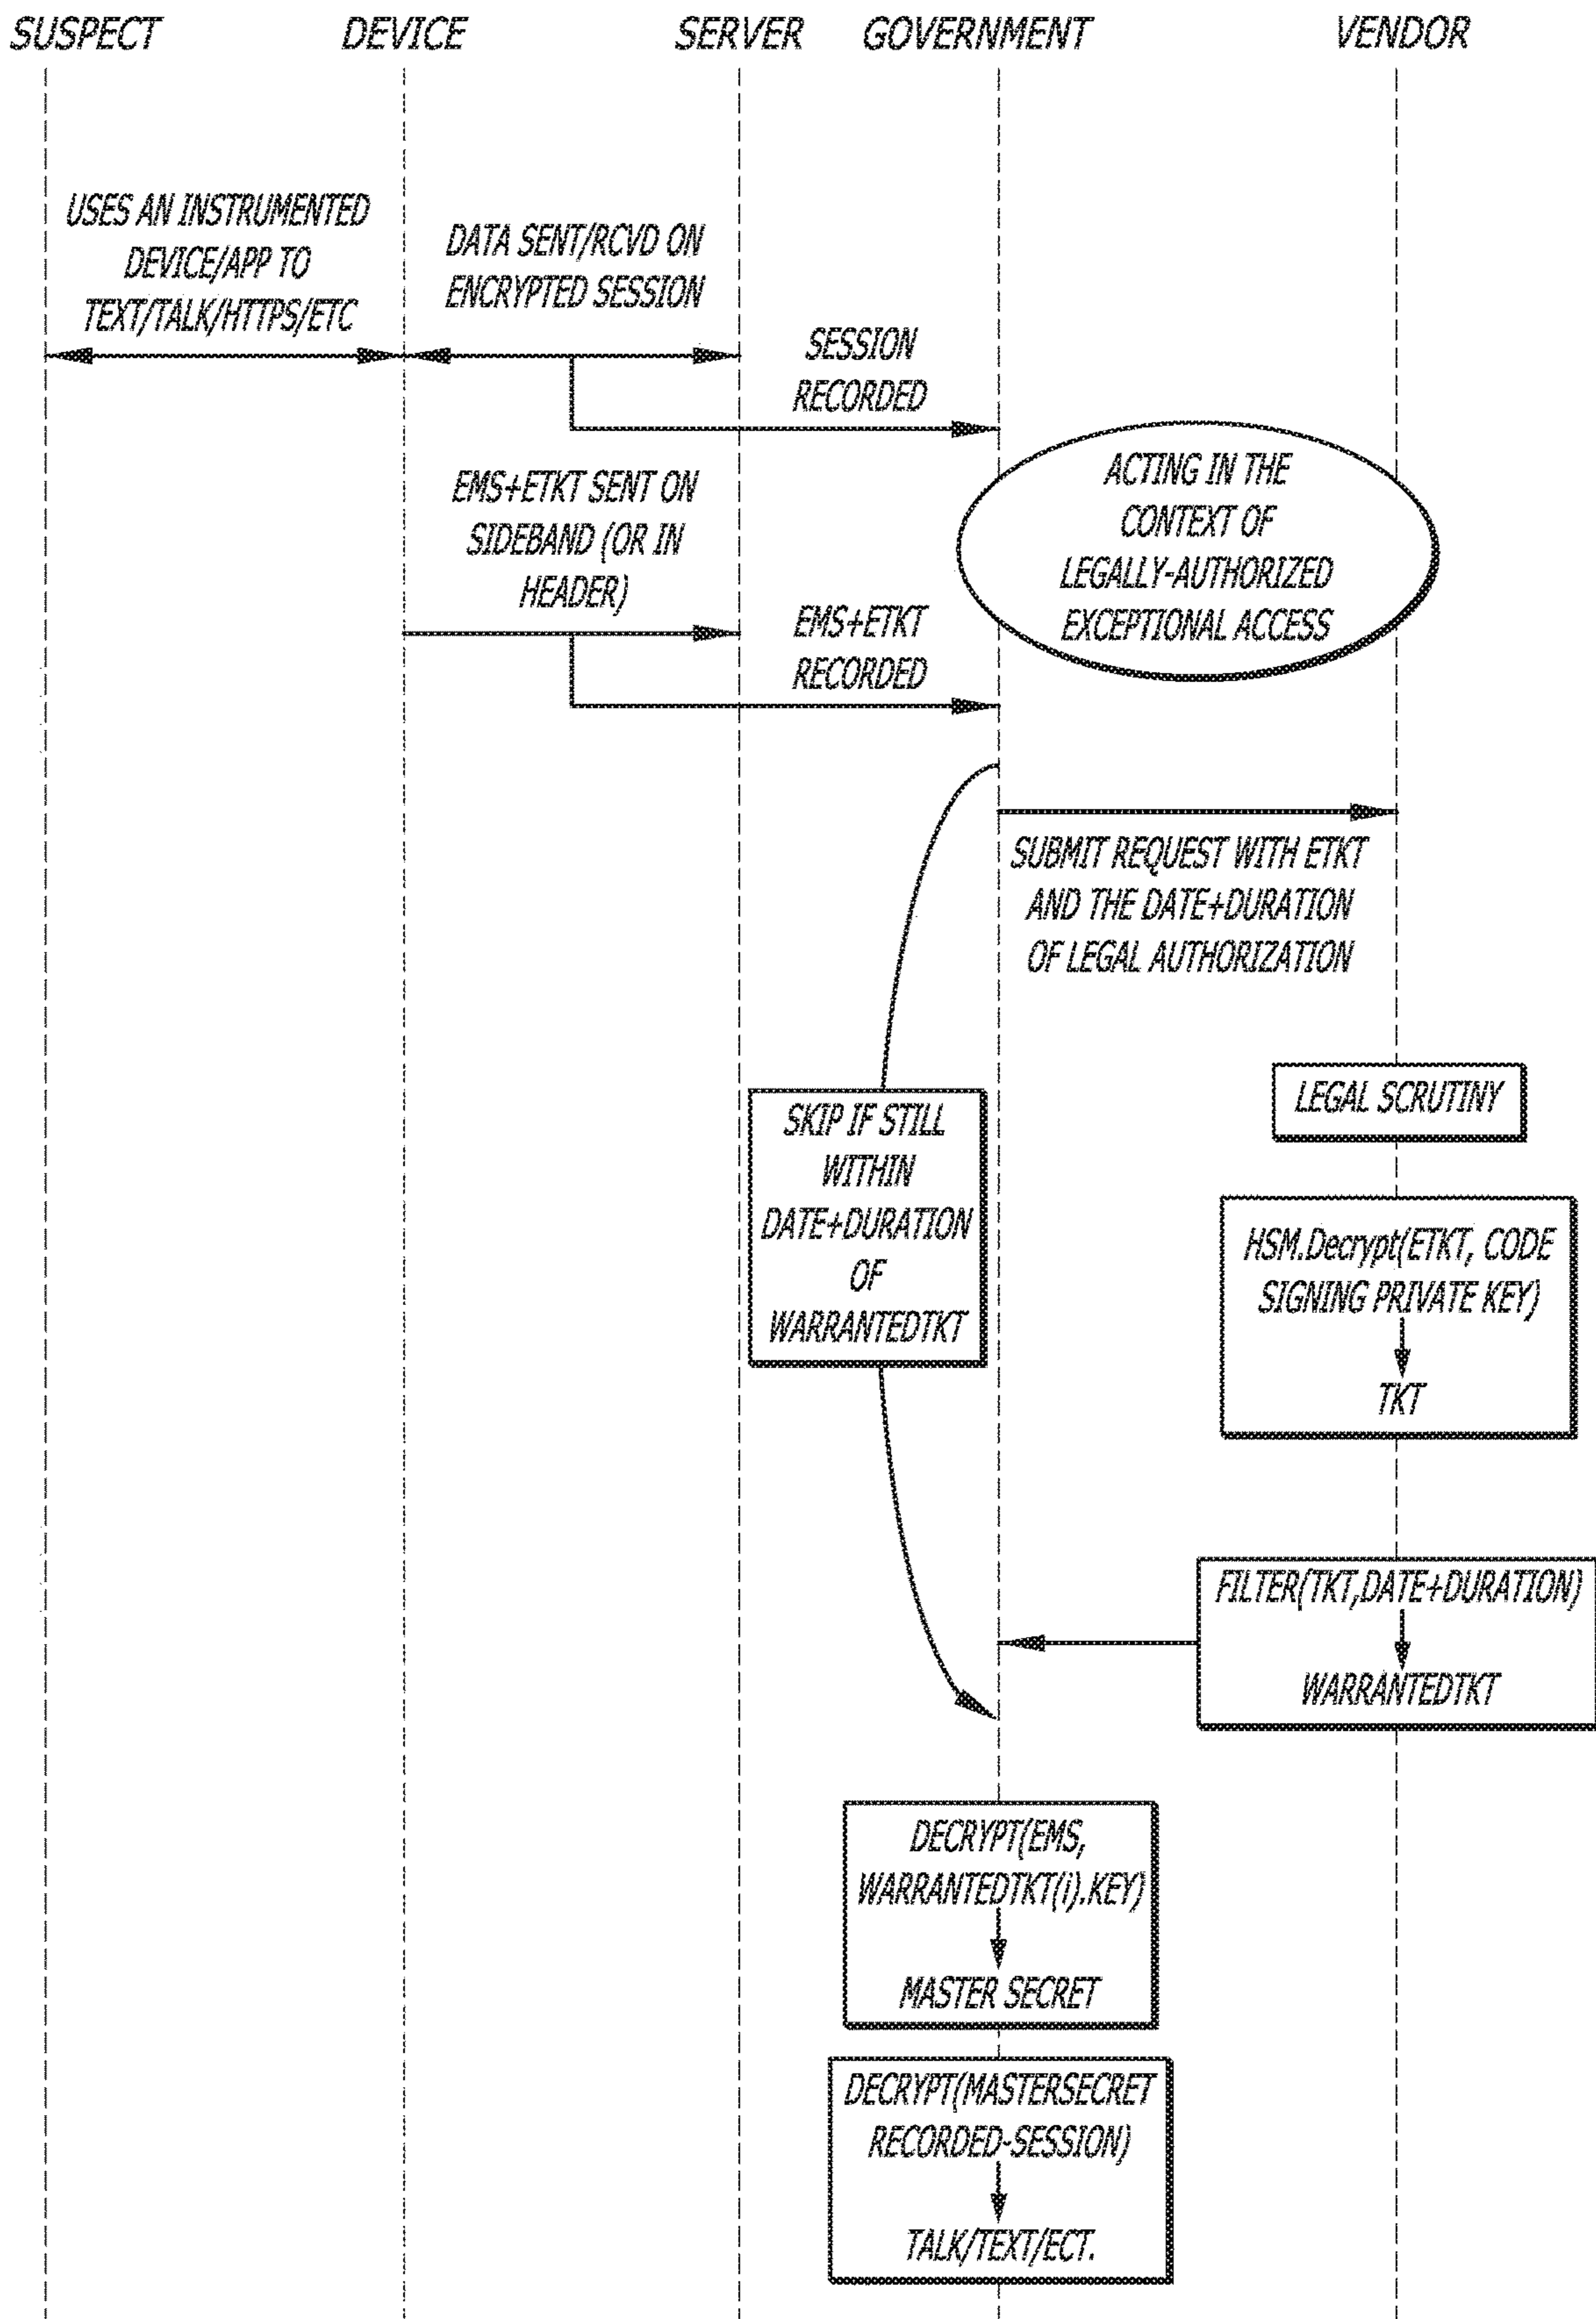 SUSPECT
DEVICE
SERVER
GOVERNMENT
VENDOR
USES AN INSTRUMENTED
DEVICE/APP TO
TEXT/TALK/HTTPS/ETC
DATA SENT/RCVD ON
ENCRYPTED SESSION
SESSION
RECORDED
ACTING IN THE
CONTEXT OF
LEGALLY-AUTHORIZED
EXCEPTIONAL ACCESS
EMS+ETKT SENT ON
SIDEBAND (OR IN
HEADER)
EMS+ETKT
RECORDED
SUBMIT REQUEST WITH ETKT
AND THE DATE+DURATION
OF LEGAL AUTHORIZATION
LEGAL SCRUTINY
SKIP IF STILL
WITHIN
DATE+DURATION
OF
WARRANTEDTKT
HSM.Decrypt(ETKT, CODE
SIGNING PRIVATE KEY)
TKT
FILTER(TKT,DATE+DURATION)
WARRANTEDTKT
DECRYPT(EMS,
WARRANTEDTKT(i).KEY)
MASTER SECRET
DECRYPT(MASTERSECRET
RECORDED-SESSION)
TALK/TEXT/ECT.